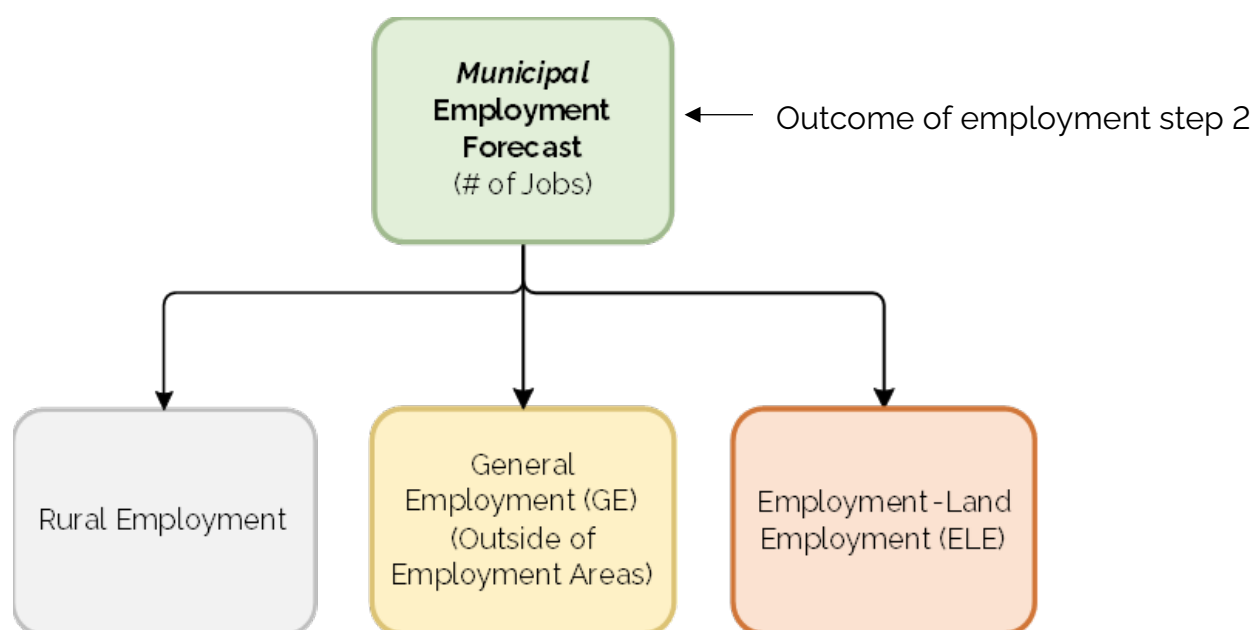 Municipal
Employment
Forecast
(# of Jobs)
Outcome of employment step 2
Rural Employment
General
Employment (GE)
(Outside of
Employment Areas)
Employment-Land
Employment (ELE)